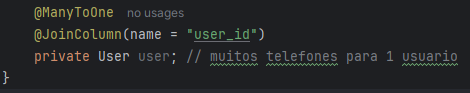 @ManyToOne no usages
@JoinColumn(name = "user_id")
private User user; // muitos telefones para 1 usuario
}